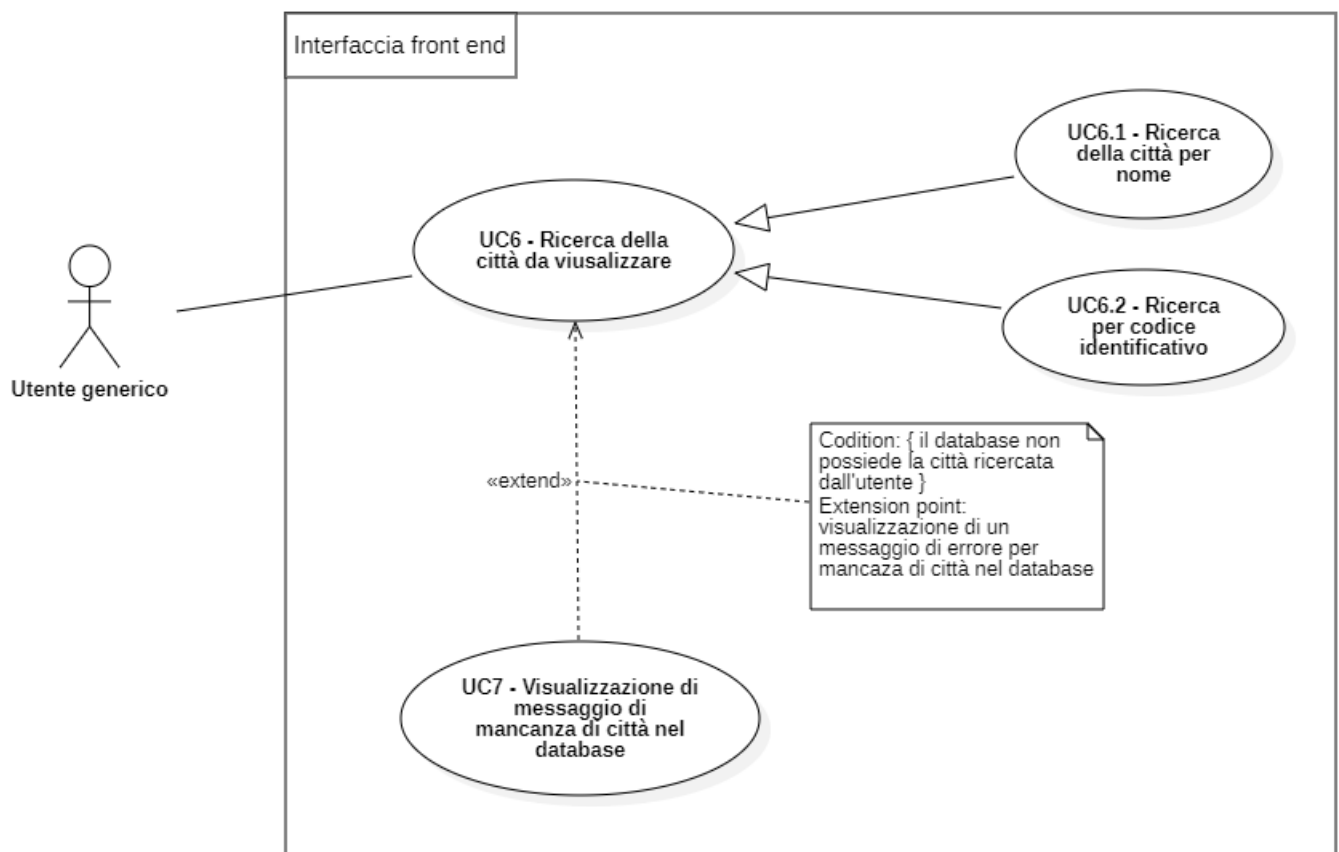 Interfaccia front end
UC6.1 - Ricerca
della città per
nome
UC6 - Ricerca della
città da viusalizzare
UC6.2 - Ricerca
per codice
identificativo
Utente generico
Codition: { il database non
possiede la città ricercata
dall'utente }
Extension point:
visualizzazione di un
messaggio di errore per
mancaza di città nel database
«extend»
UC7 - Visualizzazione di
messaggio di
mancanza di città nel
database